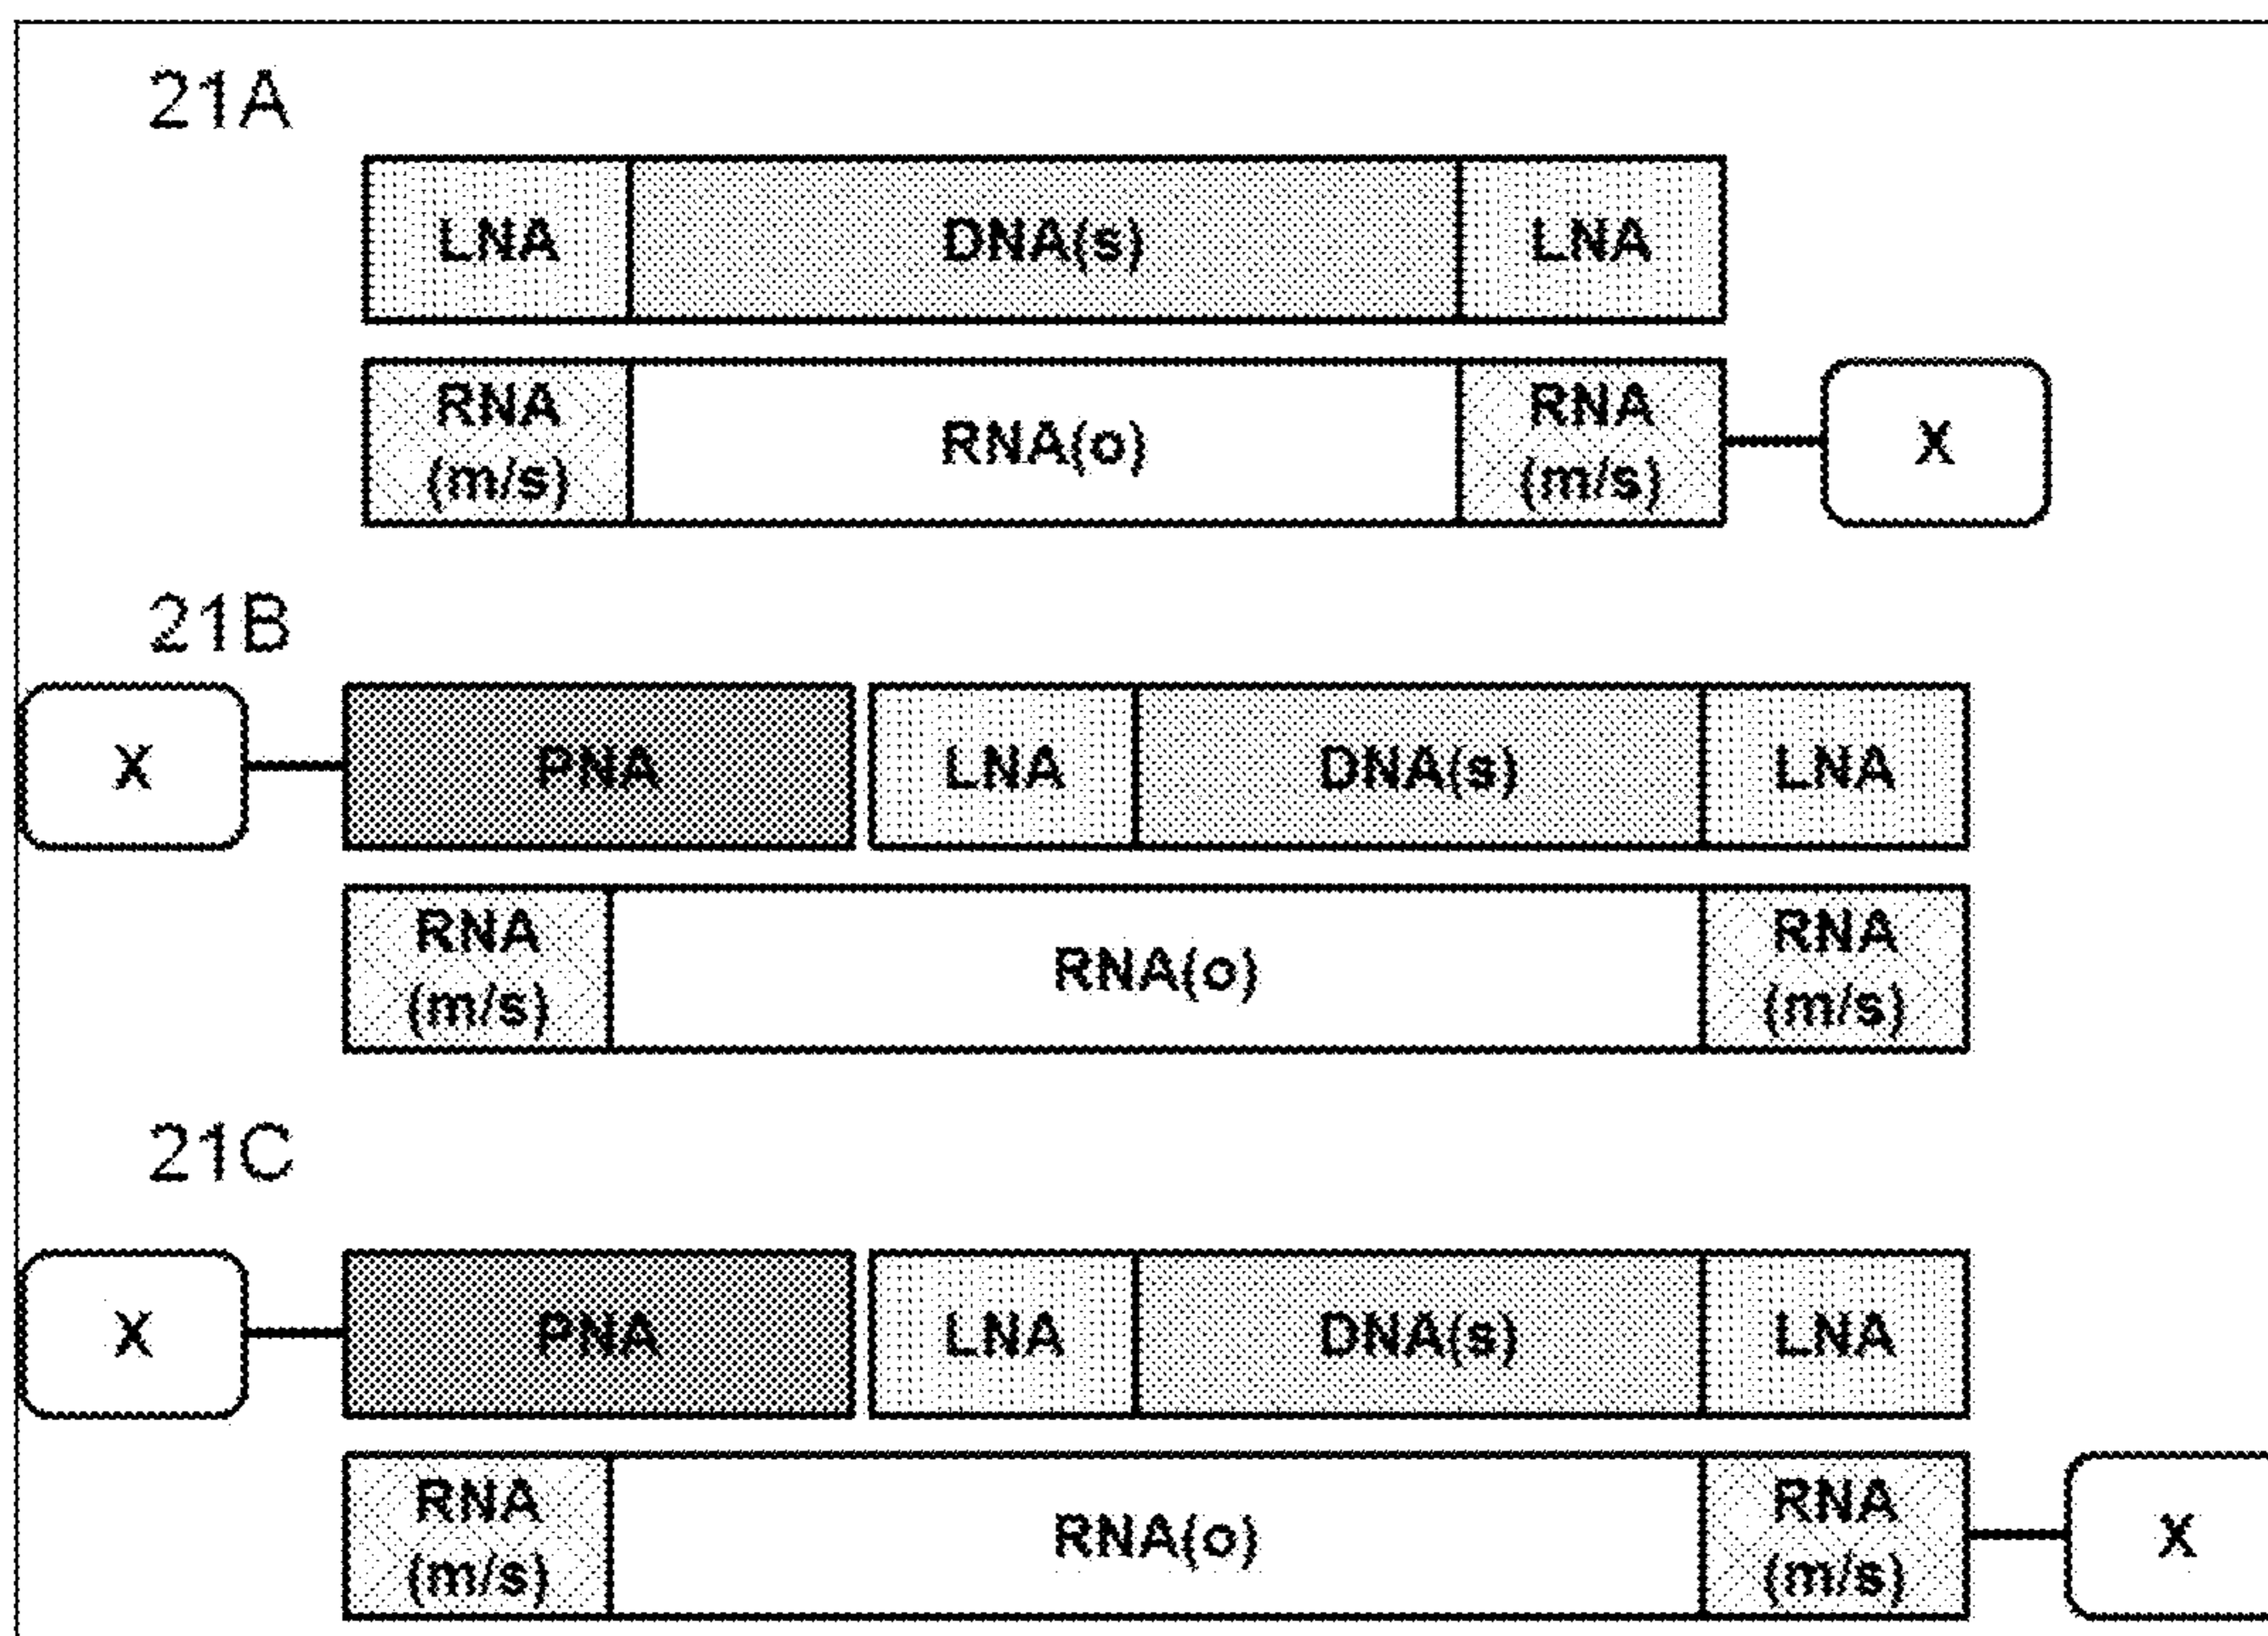 21A
LNA DNA(s) LNA
RNA RNA
(m/s) RNA(o) (m/s) X
21B
X PNA LNA DNA(s) LNA
RNA RNA
(m/s) RNA(o) (m/s)
21C
X PNA LNA DNA(s) LNA
RNA RNA
(m/s) RNA(o) (m/s) X